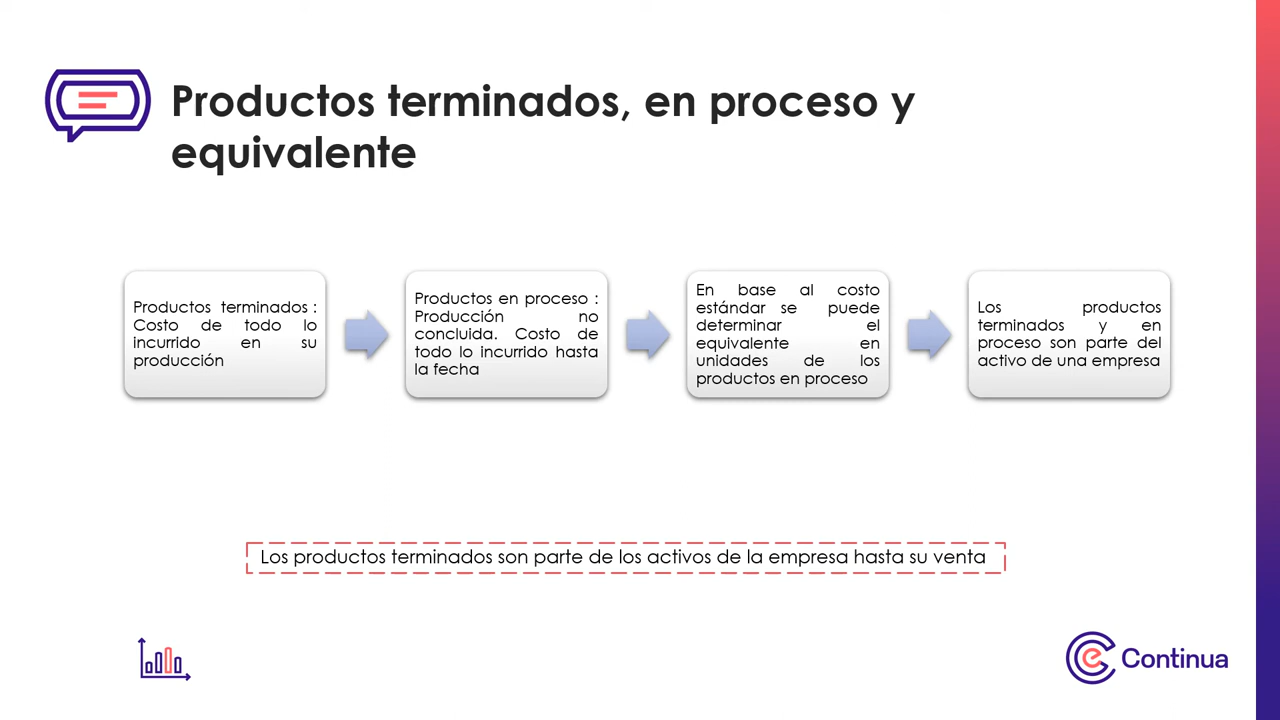 Productos terminados, en proceso y
equivalente
Productos terminados :
Costo de todo lo
incurrido en su
producción
Productos en proceso :
Producción no
concluida. Costo de
todo lo incurrido hasta
la fecha
En base al costo
estándar se puede
determinar el
equivalente en
unidades de los
productos en proceso
Los productos
terminados y en
proceso son parte del
activo de una empresa
Los productos terminados son parte de los activos de la empresa hasta su venta
Continua